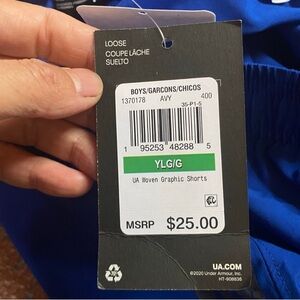 LOOSE
COUPE LÂCHE
SUELTO
BOYS/GARCONS/CHICOS
1370178 AVY 400
35-P1-5
1 95253 48288 5
YLG/G
UA Woven Graphic Shorts
MSRP $25.00
UA.COM
©2020 Under Armour, Inc.
HT-908636